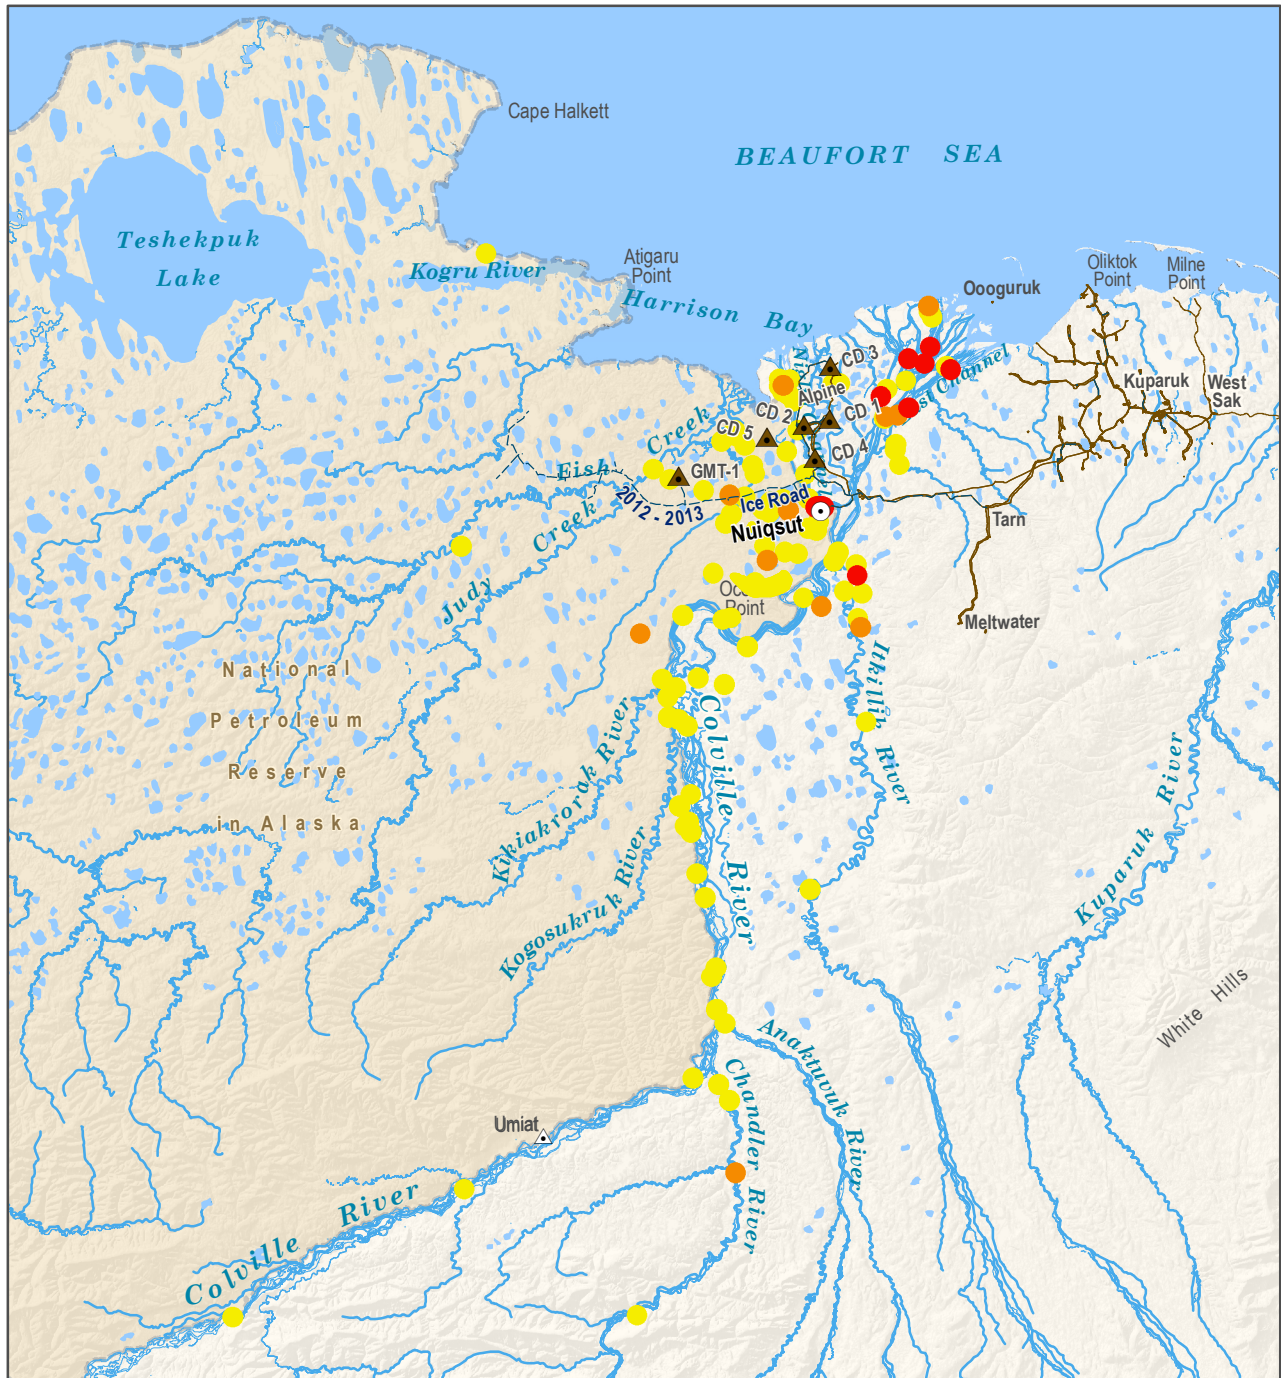 Cape Halkett
BEAUFORT SEA
Teshekpuk
Lake
Kogru River
Atigaru
Point
Harrison Bay
Oooguruk
Oliktok
Point
Milne
Point
CD 3
Alpine
CD 2
CD 1
CD 5
CD 4
Kuparuk
West
Sak
Fish Creek
GMT-1
2012 - 2013
Ice Road
Nuiqsut
Tarn
Judy Creek
Point
Meltwater
National
Petroleum
Reserve
in Alaska
Itkillik River
Colville River
Kikiakrorak River
Kogosukruk River
Kuparuk River
White Hills
Anaktuvuk River
Chandler River
Umiat
Colville River